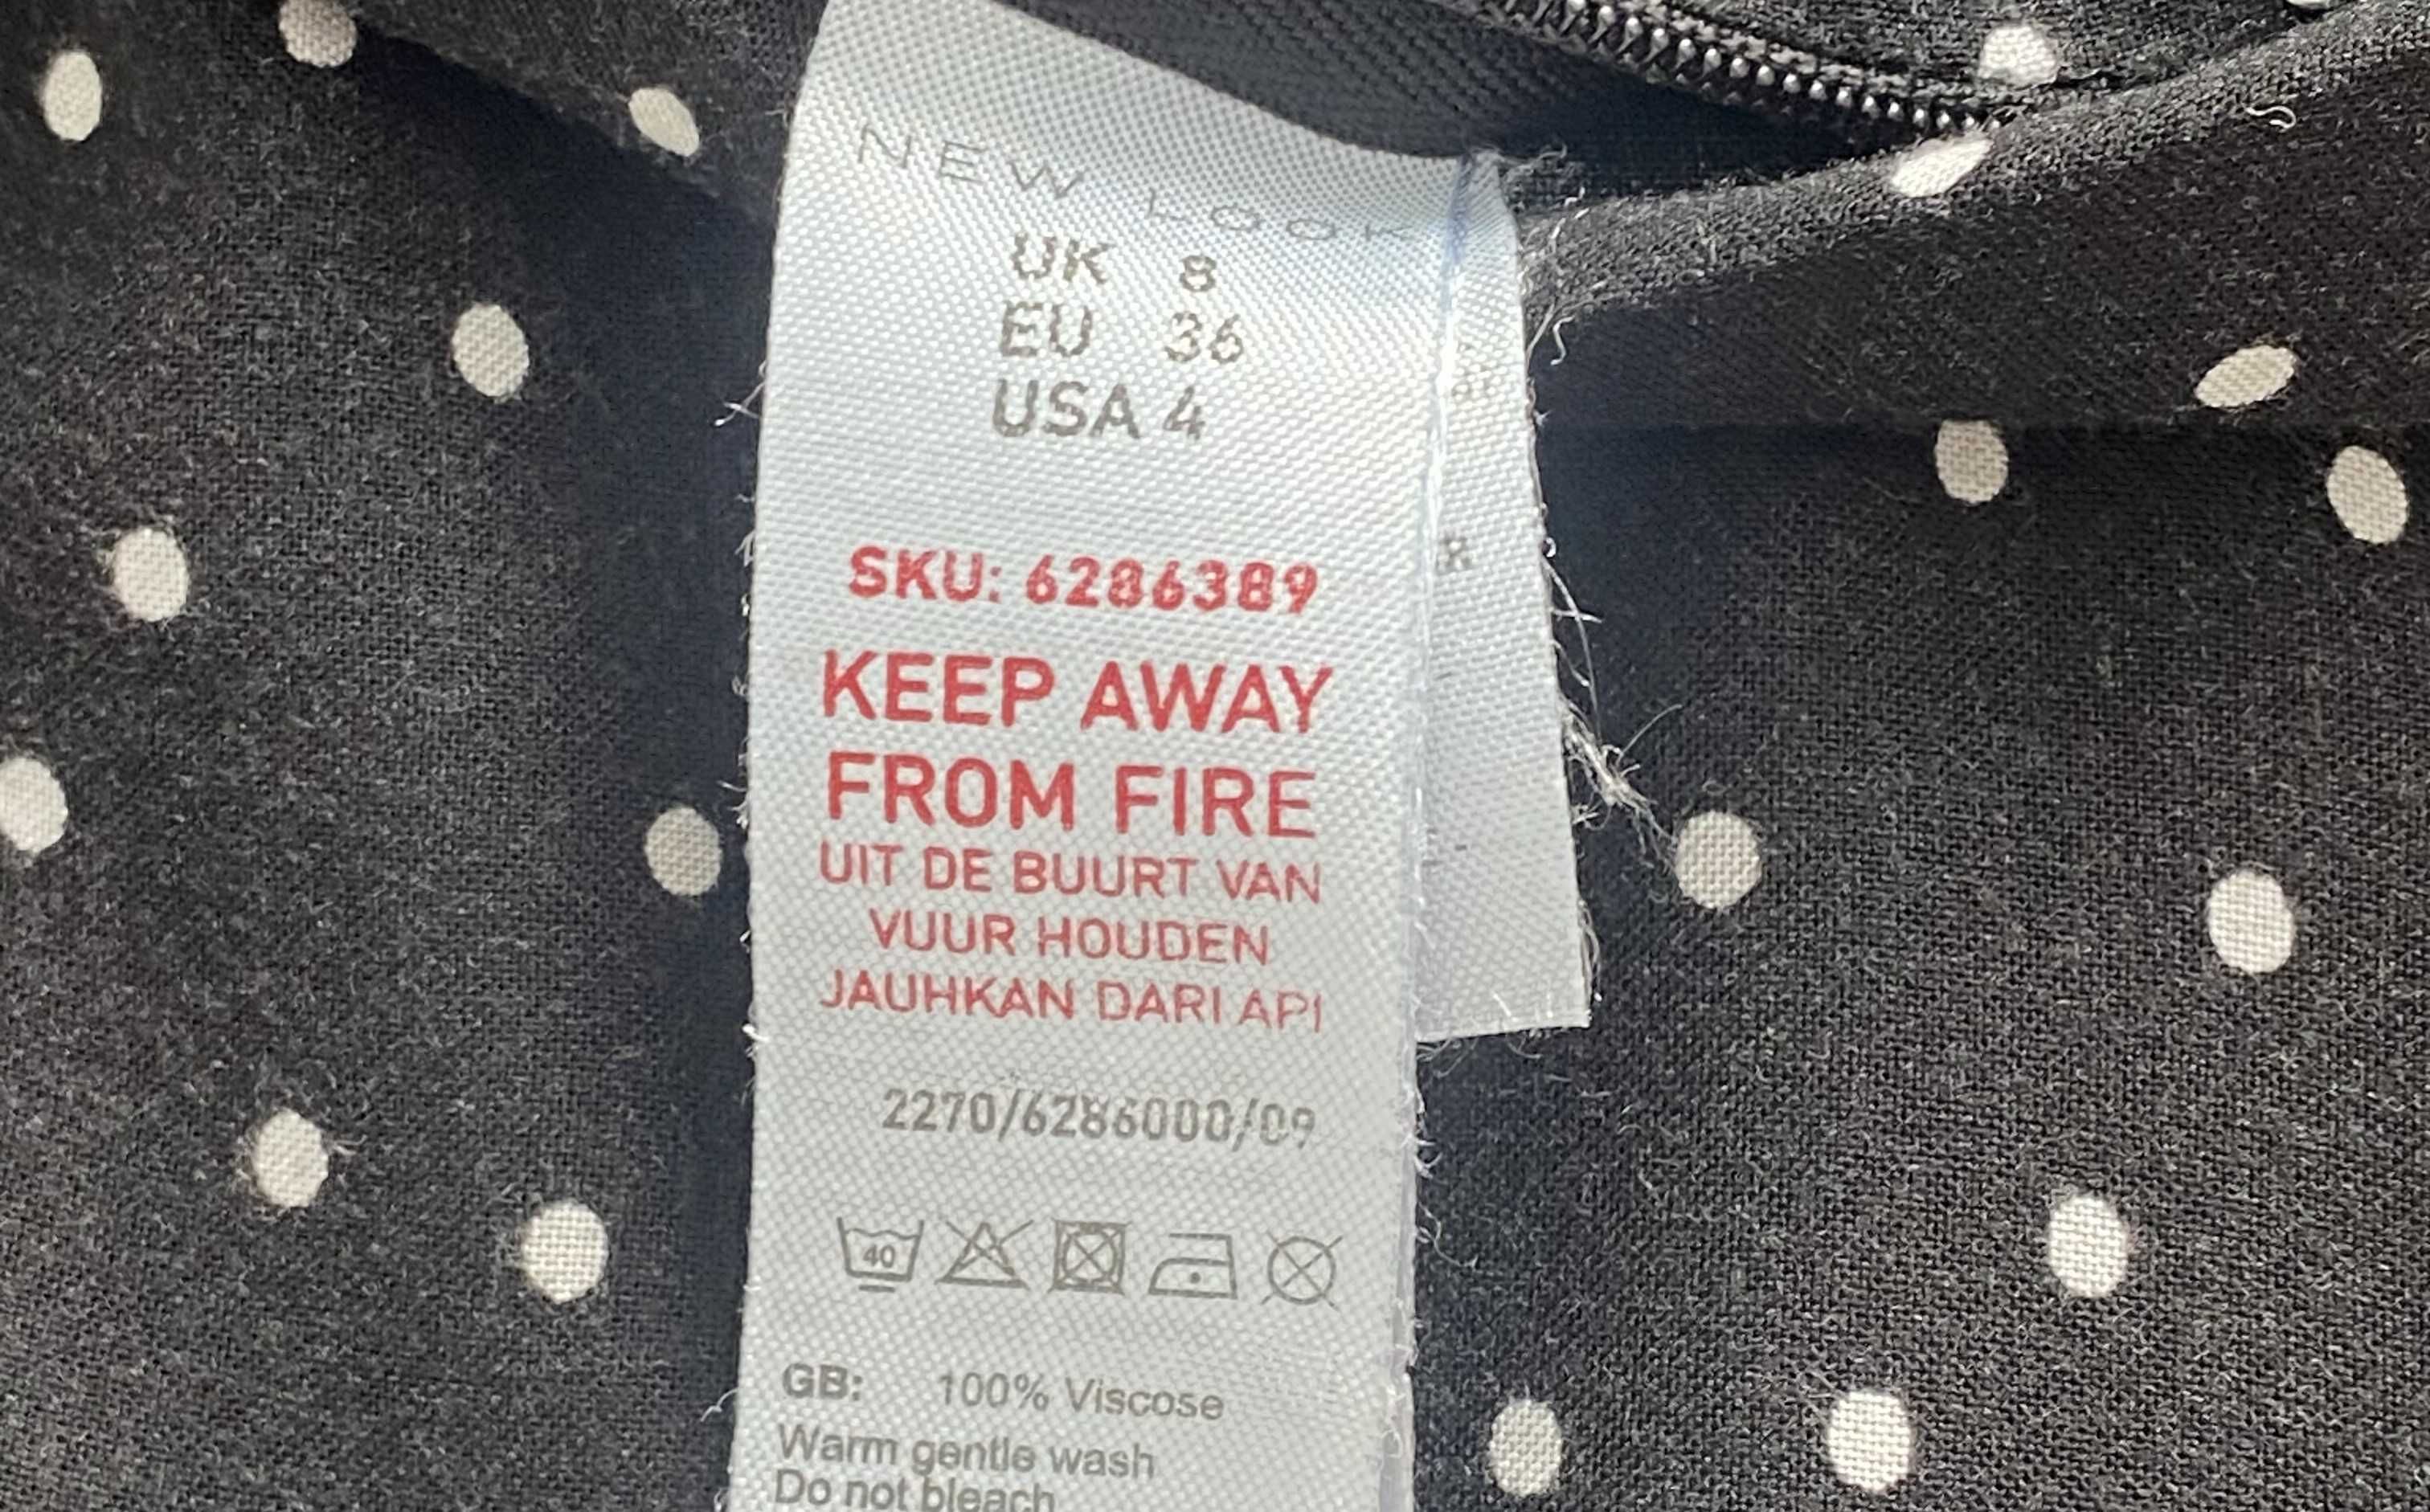 NEW LOOK
UK 8
EU 36
USA 4
SKU: 6286389
KEEP AWAY
FROM FIRE
UIT DE BUURT VAN
VUUR HOUDEN
JAUHKAN DARI API
2270/6286000/09
40
GB: 100% Viscose
Warm gentle wash
Do not bleach